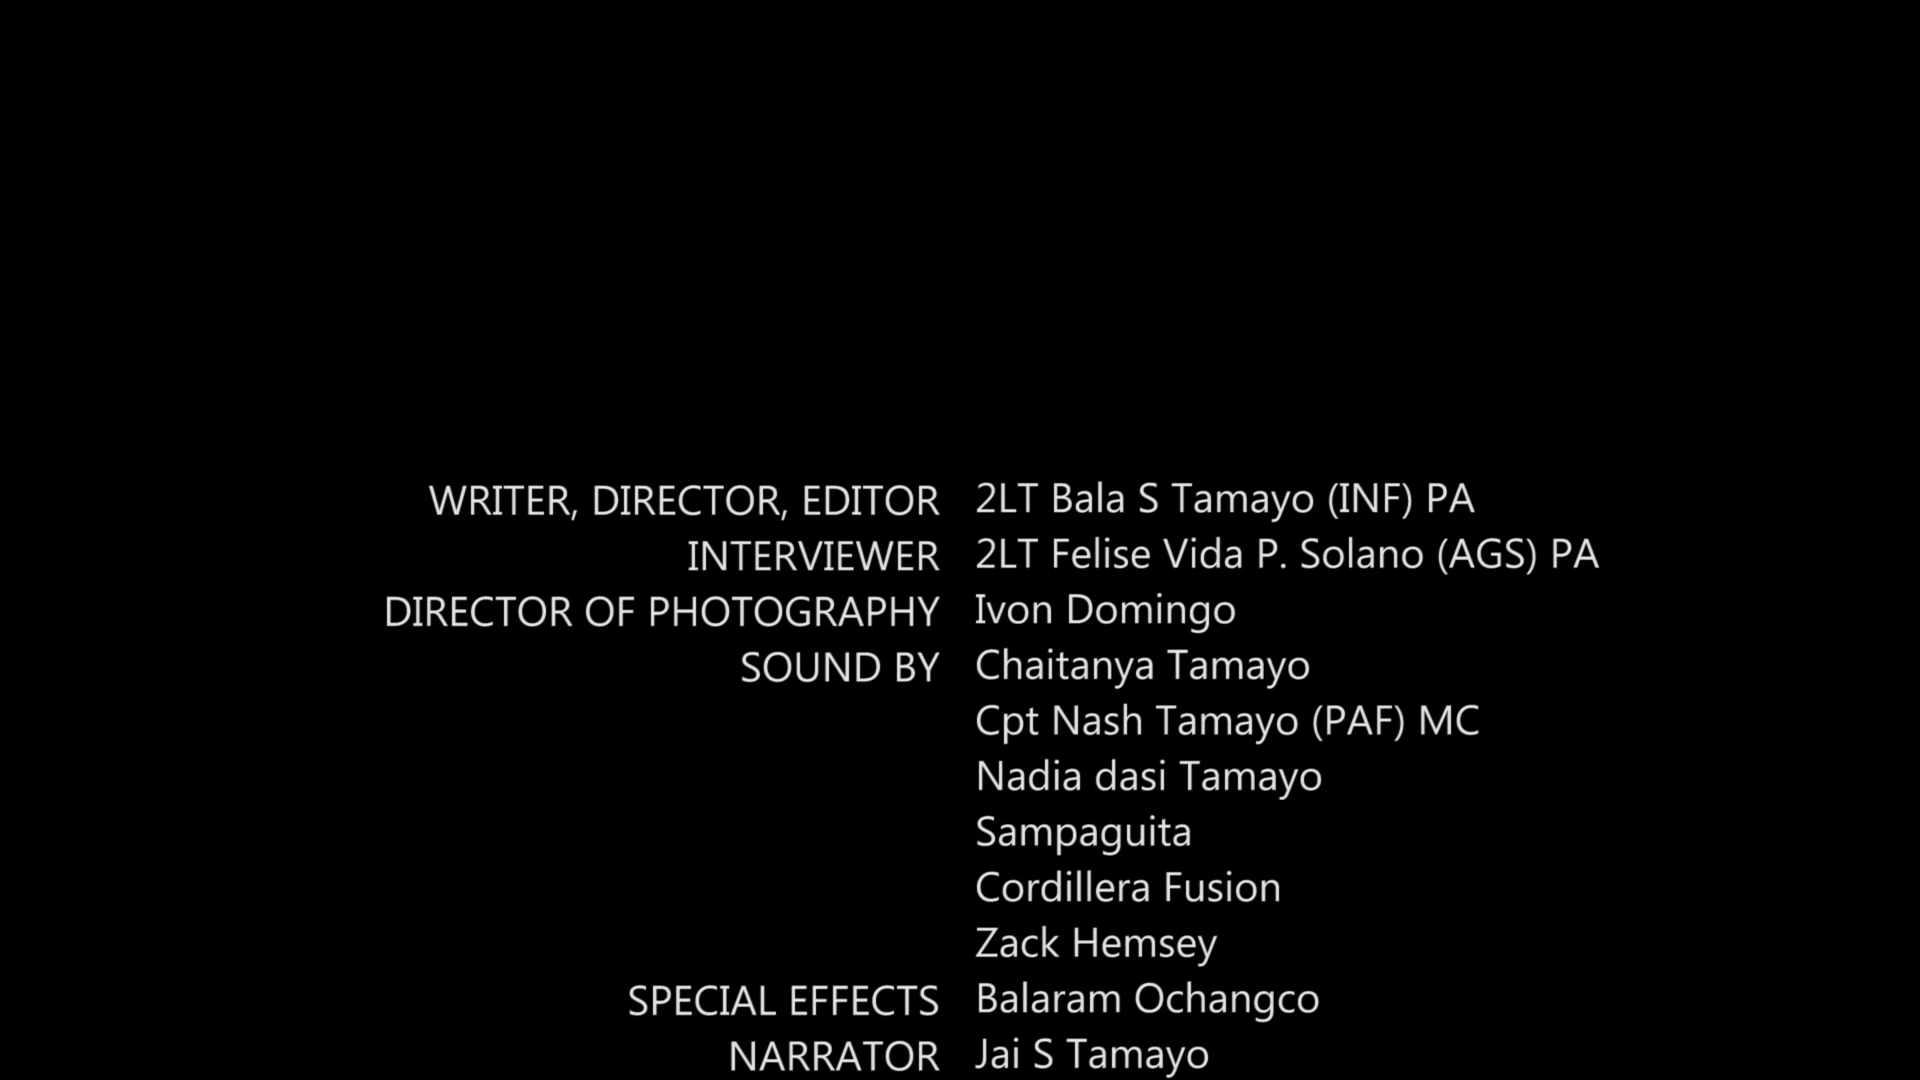 WRITER, DIRECTOR, EDITOR 2LT Bala S Tamayo (INF) PA
INTERVIEWER 2LT Felise Vida P. Solano (AGS) PA
DIRECTOR OF PHOTOGRAPHY Ivon Domingo
SOUND BY Chaitanya Tamayo
Cpt Nash Tamayo (PAF) MC
Nadia dasi Tamayo
Sampaguita
Cordillera Fusion
Zack Hemsey
SPECIAL EFFECTS Balaram Ochangco
NARRATOR Jai S Tamayo